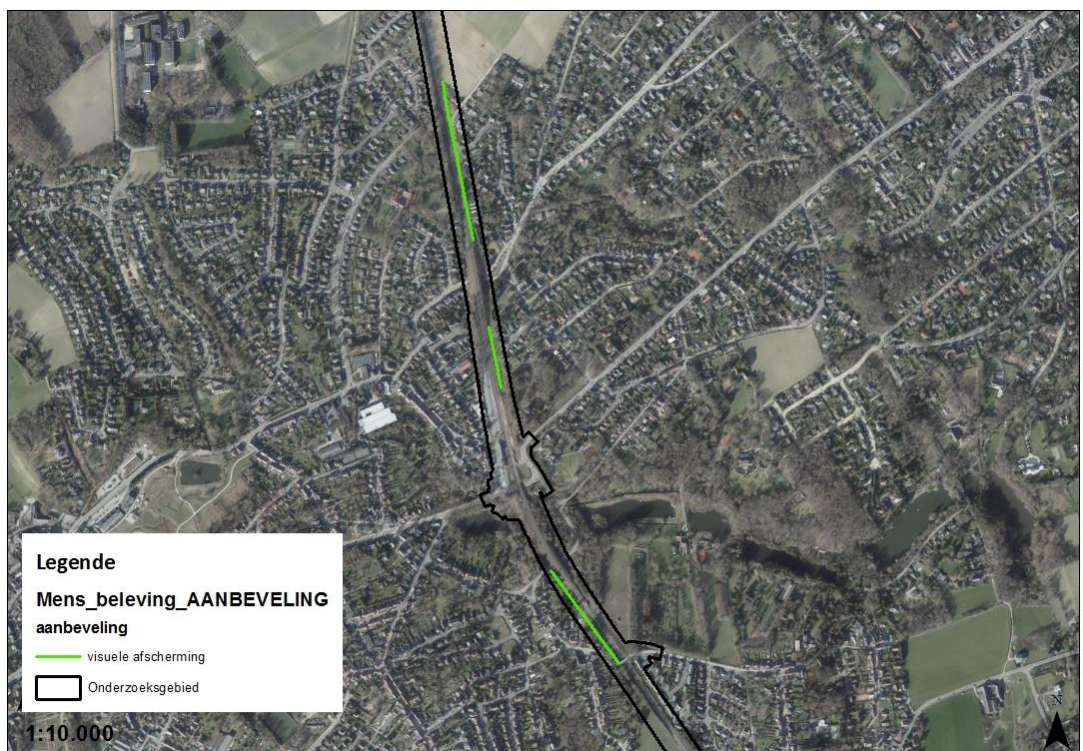 Legende
Mens_beleving_AANBEVELING
aanbeveling
visuele afscherming
Onderzoeksgebied
1:10.000
N